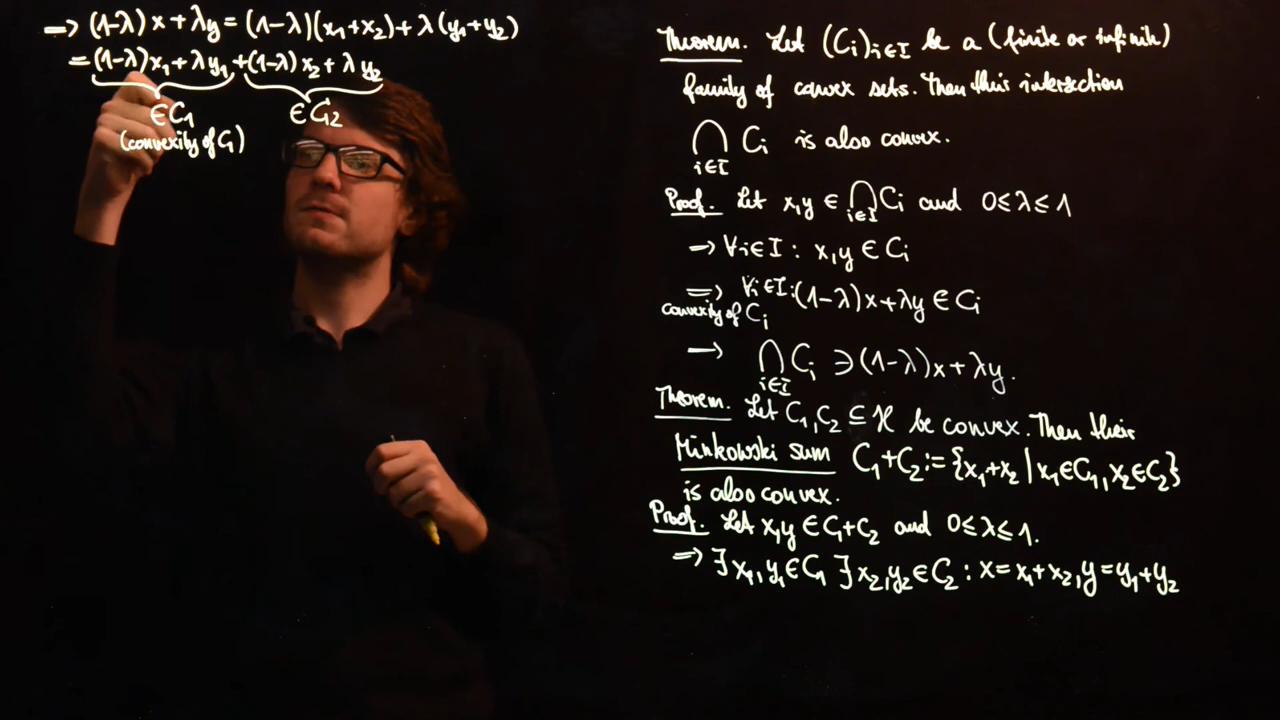 → (1-λ)x+λy = (1-λ)(x₁+x₂)+λ(y₁+y₂)
= (1-λ)x₁+λy₁+(1-λ)x₂+λy₂
∈C₁ ∈C₂
(convexity of C₁)
Theorem. Let (Cᵢ)ᵢ∈I be a (finite or infinite)
family of convex sets. Then their intersection
⋂ Cᵢ is also convex.
i∈I
Proof. Let x,y ∈ ⋂ Cᵢ and 0≤λ≤1
i∈I
→ ∀i∈I: x,y ∈ Cᵢ
⇒ ∀i∈I:(1-λ)x+λy ∈ Cᵢ
convexity of Cᵢ
→ ⋂ Cᵢ ∋(1-λ)x+λy.
i∈I
Theorem. Let C₁,C₂ ⊆ ℋ be convex. Then their
Minkowski sum C₁+C₂:={x₁+x₂ | x₁∈C₁, x₂∈C₂}
is also convex.
Proof. Let x,y ∈ C₁+C₂ and 0≤λ≤1.
⇒ ∃x₁,y₁∈C₁ ∃x₂,y₂∈C₂: x=x₁+x₂,y=y₁+y₂